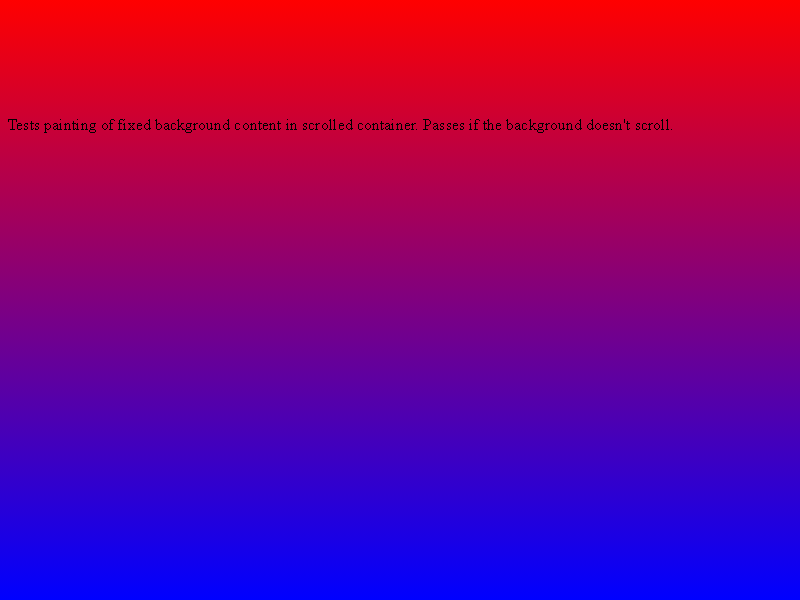 Tests painting of fixed background content in scrolled container. Passes if the background doesn't scroll.